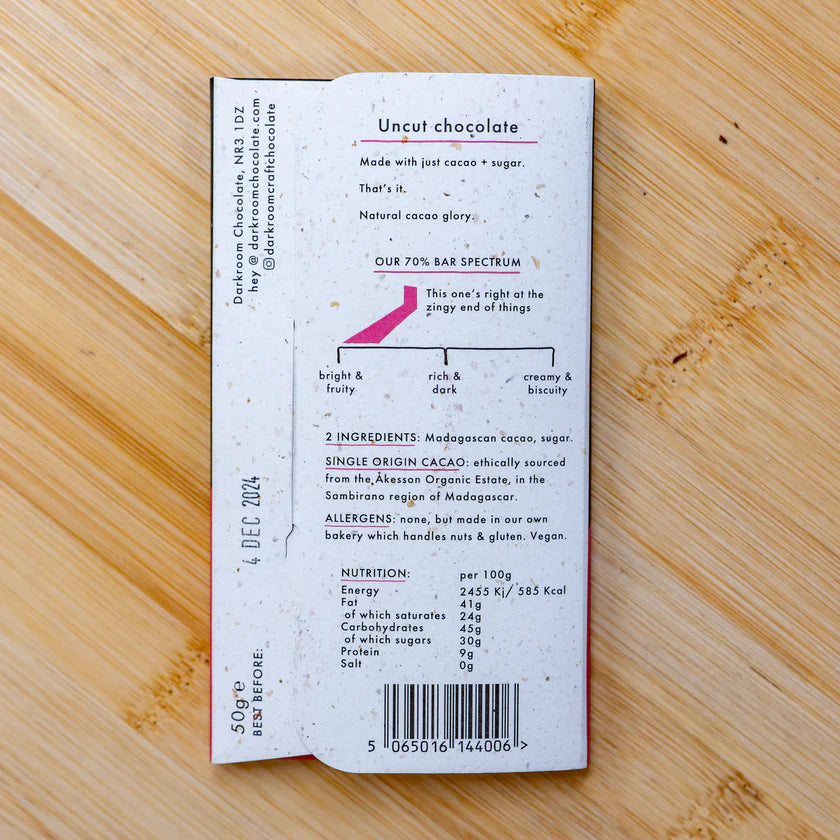 Uncut chocolate
Made with just cacao + sugar.
That's it.
Natural cacao glory.
OUR 70% BAR SPECTRUM
This one's right at the
zingy end of things
bright &
fruity
rich &
dark
creamy &
biscuity
2 INGREDIENTS: Madagascan cacao, sugar.
SINGLE ORIGIN CACAO: ethically sourced
from the Åkesson Organic Estate, in the
Sambirano region of Madagascar.
ALLERGENS: none, but made in our own
bakery which handles nuts & gluten. Vegan.
NUTRITION: per 100g
Energy 2455 Kj/ 585 Kcal
Fat 41g
of which saturates 24g
Carbohydrates 45g
of which sugars 30g
Protein 9g
Salt 0g
5 065016 144006 >
Darkroom Chocolate, NR3 1DZ
hey @ darkroomchocolate.com
darkroomcraftchocolate
4 DEC 2024
50g e
BEST BEFORE: